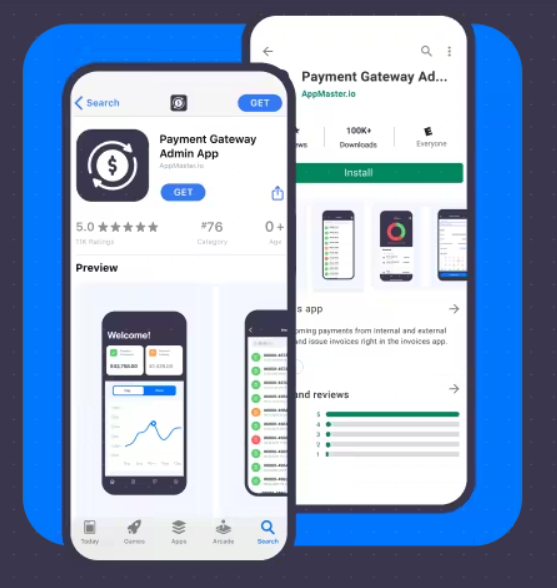 Search
GET
Payment Gateway
Admin App
AppMaster.io
GET
5.0
11K Ratings
#76
Category
0+
Age
Preview
Welcome!
Today
Games
Apps
Arcade
Search
Payment Gateway Ad...
AppMaster.io
ws
100K+
Downloads
E
Everyone
Install
s app
oming payments from internal and external
and issue invoices right in the invoices app.
and reviews
5
4
3
2
1